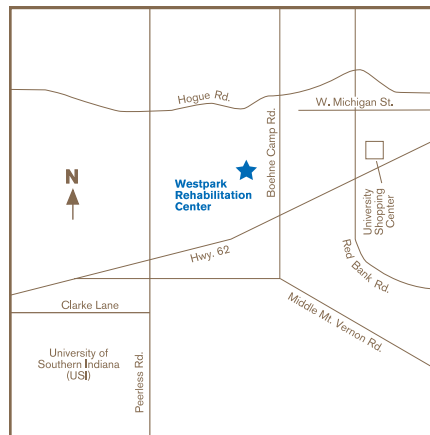 Hogue Rd.
W. Michigan St.
Boehne Camp Rd.
N
Westpark
Rehabilitation
Center
University
Shopping
Center
Hwy. 62
Red Bank Rd.
Clarke Lane
Middle Mt. Vernon Rd.
University of
Southern Indiana
(USI)
Peerless Rd.